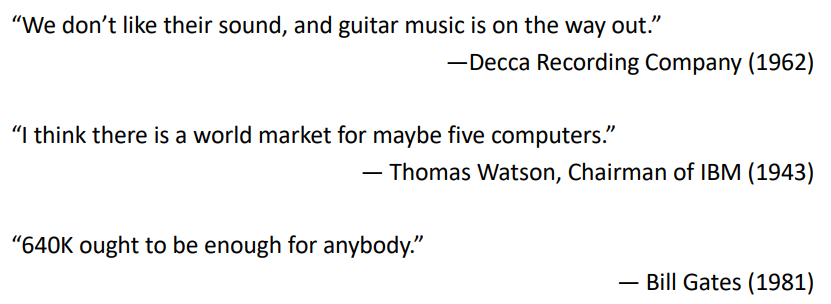 “We don’t like their sound, and guitar music is on the way out.”
—Decca Recording Company (1962)
“I think there is a world market for maybe five computers.”
— Thomas Watson, Chairman of IBM (1943)
“640K ought to be enough for anybody.”
— Bill Gates (1981)